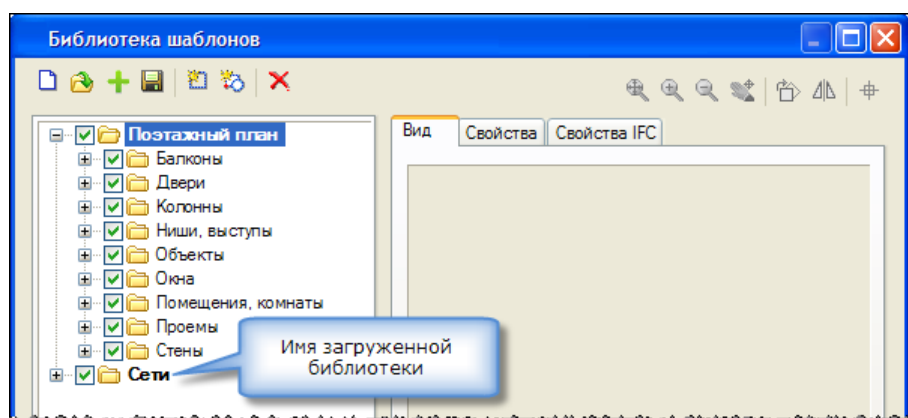 Библиотека шаблонов
Поэтажный план
Балконы
Двери
Колонны
Ниши, выступы
Объекты
Окна
Помещения, комнаты
Проемы
Стены
Сети
Вид
Свойства
Свойства IFC
Имя загруженной
библиотеки